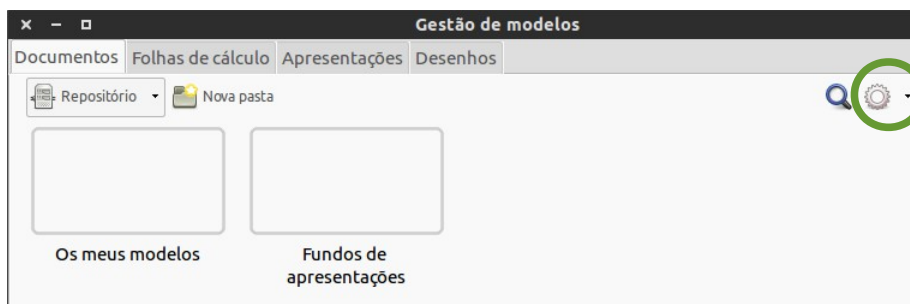 Gestão de modelos
Documentos Folhas de cálculo Apresentações Desenhos
Repositório Nova pasta
Os meus modelos
Fundos de
apresentações